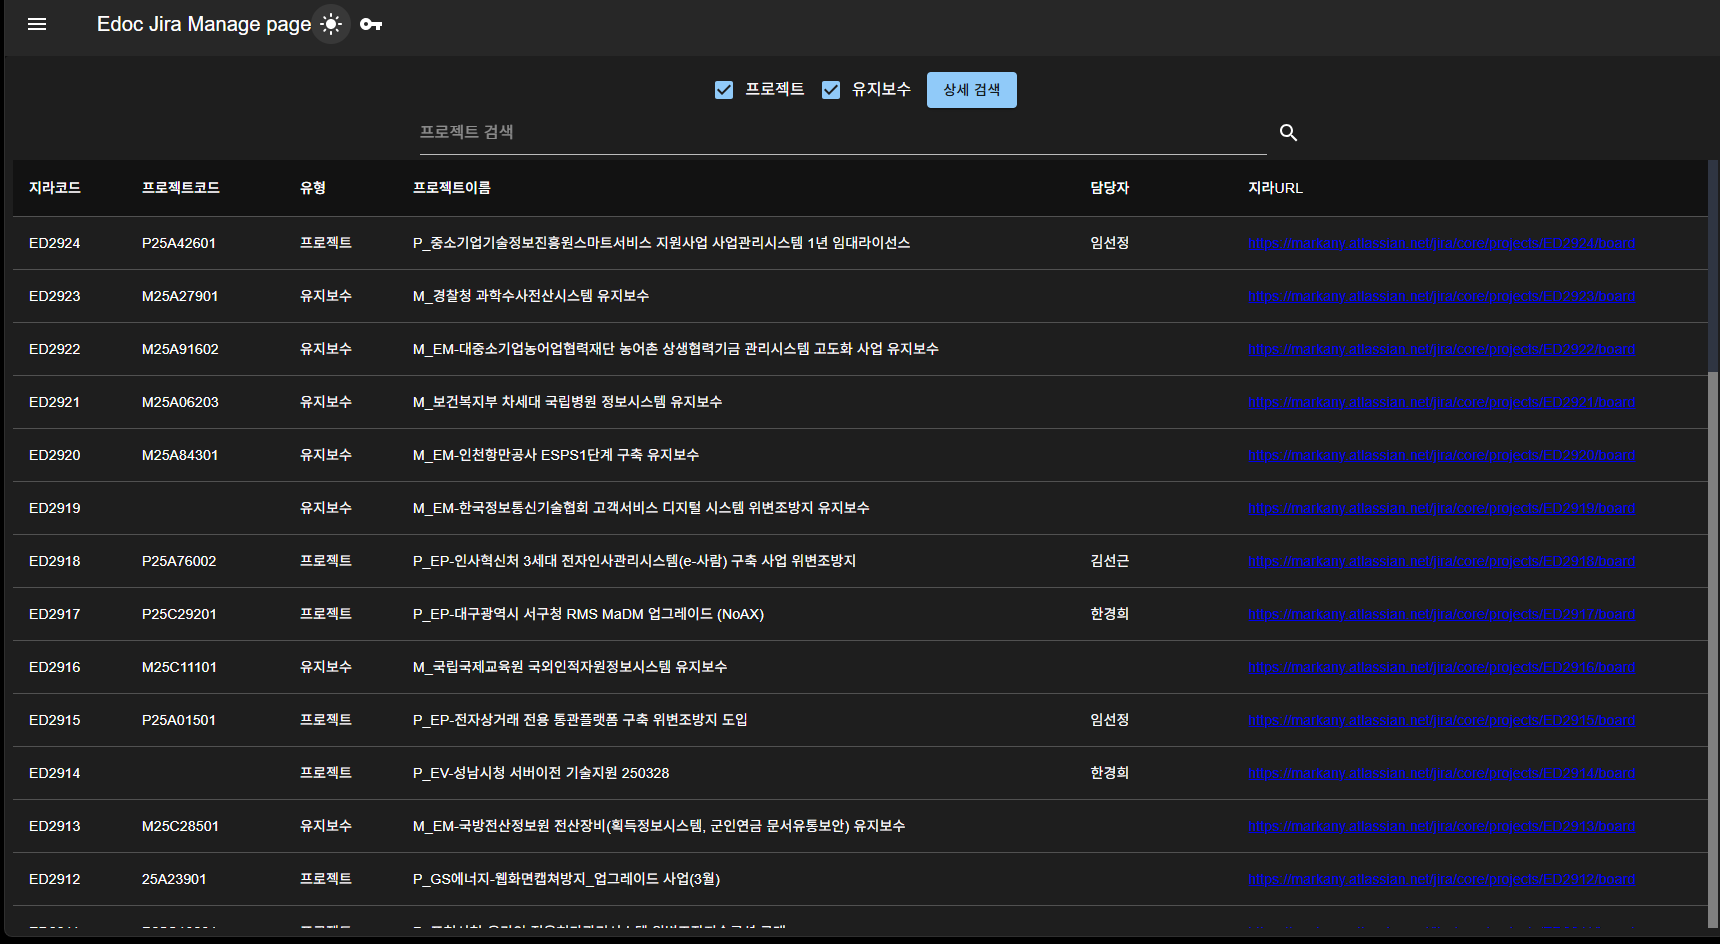 Edoc Jira Manage page
프로젝트 유지보수 상세 검색
프로젝트 검색
지라코드 프로젝트코드 유형 프로젝트이름 담당자 지라URL
ED2924 P25A42601 프로젝트 P_중소기업기술정보진흥원스마트서비스 지원사업 사업관리시스템 1년 임대라이선스 임선정 https://markany.atlassian.net/jira/core/projects/ED2924/board
ED2923 M25A27901 유지보수 M_경찰청 과학수사전산시스템 유지보수 https://markany.atlassian.net/jira/core/projects/ED2923/board
ED2922 M25A91602 유지보수 M_EM-대중소기업농어업협력재단 농어촌 상생협력기금 관리시스템 고도화 사업 유지보수 https://markany.atlassian.net/jira/core/projects/ED2922/board
ED2921 M25A06203 유지보수 M_보건복지부 차세대 국립병원 정보시스템 유지보수 https://markany.atlassian.net/jira/core/projects/ED2921/board
ED2920 M25A84301 유지보수 M_EM-인천항만공사 ESPS1단계 구축 유지보수 https://markany.atlassian.net/jira/core/projects/ED2920/board
ED2919 유지보수 M_EM-한국정보통신기술협회 고객서비스 디지털 시스템 위변조방지 유지보수 https://markany.atlassian.net/jira/core/projects/ED2919/board
ED2918 P25A76002 프로젝트 P_EP-인사혁신처 3세대 전자인사관리시스템(e-사람) 구축 사업 위변조방지 김선근 https://markany.atlassian.net/jira/core/projects/ED2918/board
ED2917 P25C29201 프로젝트 P_EP-대구광역시 서구청 RMS MaDM 업그레이드 (NoAX) 한경희 https://markany.atlassian.net/jira/core/projects/ED2917/board
ED2916 M25C11101 유지보수 M_국립국제교육원 국외인적자원정보시스템 유지보수 https://markany.atlassian.net/jira/core/projects/ED2916/board
ED2915 P25A01501 프로젝트 P_EP-전자상거래 전용 통관플랫폼 구축 위변조방지 도입 임선정 https://markany.atlassian.net/jira/core/projects/ED2915/board
ED2914 프로젝트 P_EV-성남시청 서버이전 기술지원 250328 한경희 https://markany.atlassian.net/jira/core/projects/ED2914/board
ED2913 M25C28501 유지보수 M_EM-국방전산정보원 전산장비(획득정보시스템, 군인연금 문서유통보안) 유지보수 https://markany.atlassian.net/jira/core/projects/ED2913/board
ED2912 25A23901 프로젝트 P_GS에너지-웹화면캡쳐방지_업그레이드 사업(3월) https://markany.atlassian.net/jira/core/projects/ED2912/board